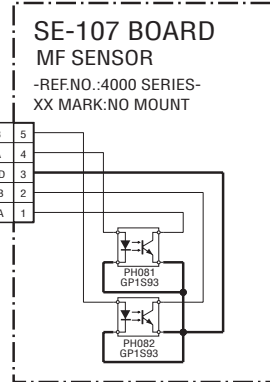 SE-107 BOARD
MF SENSOR
-REF.NO.:4000 SERIES-
XX MARK:NO MOUNT
5
4
3
2
A 1
PH081
GP1S93
PH082
GP1S93